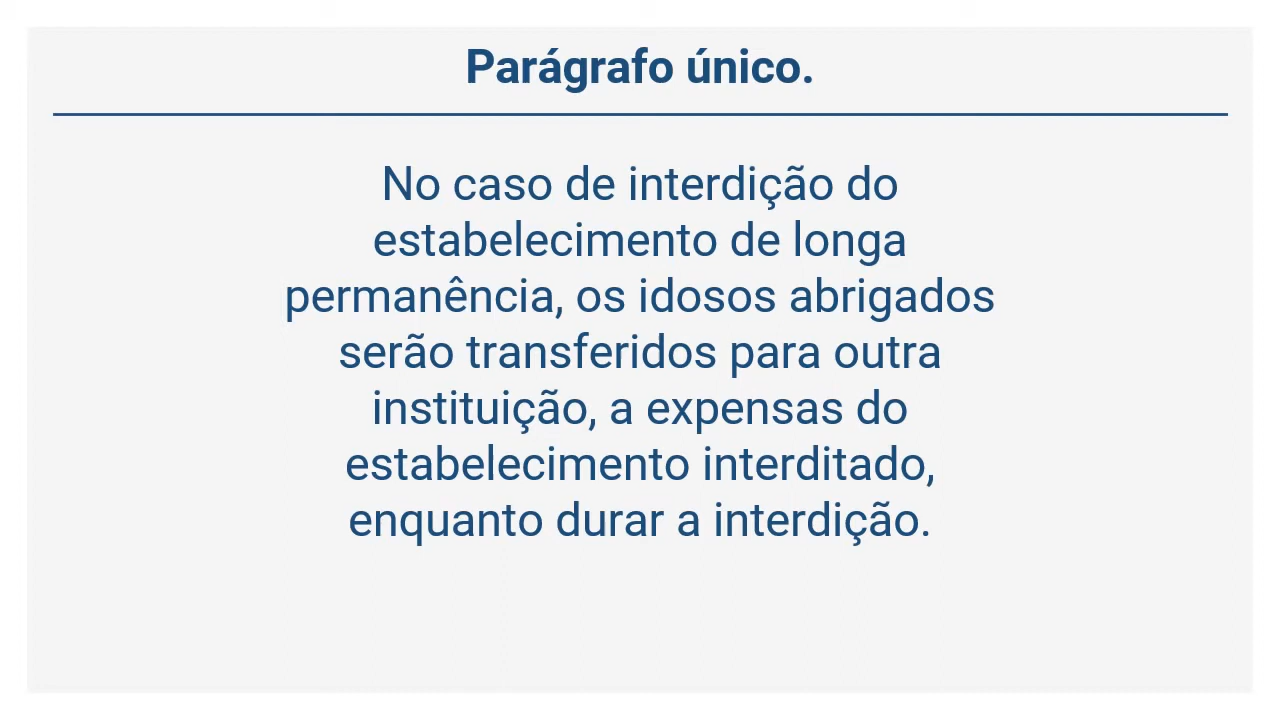 Parágrafo único.
No caso de interdição do
estabelecimento de longa
permanência, os idosos abrigados
serão transferidos para outra
instituição, a expensas do
estabelecimento interditado,
enquanto durar a interdição.